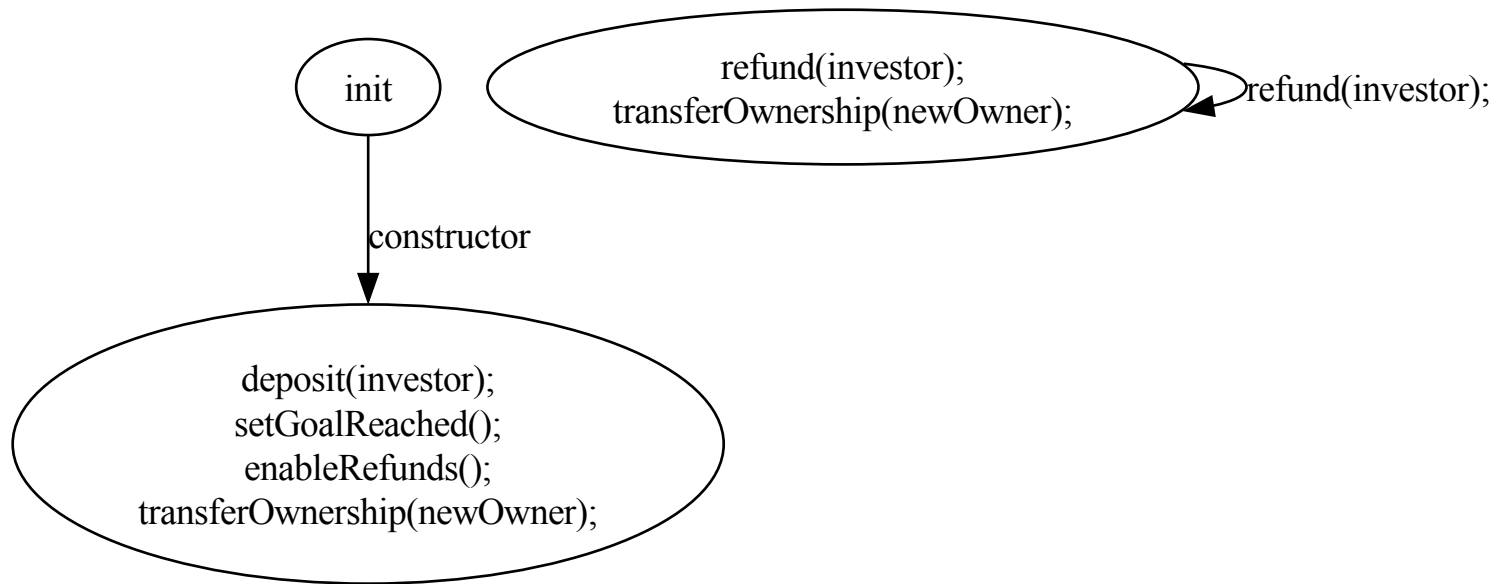 init
refund(investor);
transferOwnership(newOwner);
refund(investor);
constructor
deposit(investor);
setGoalReached();
enableRefunds();
transferOwnership(newOwner);